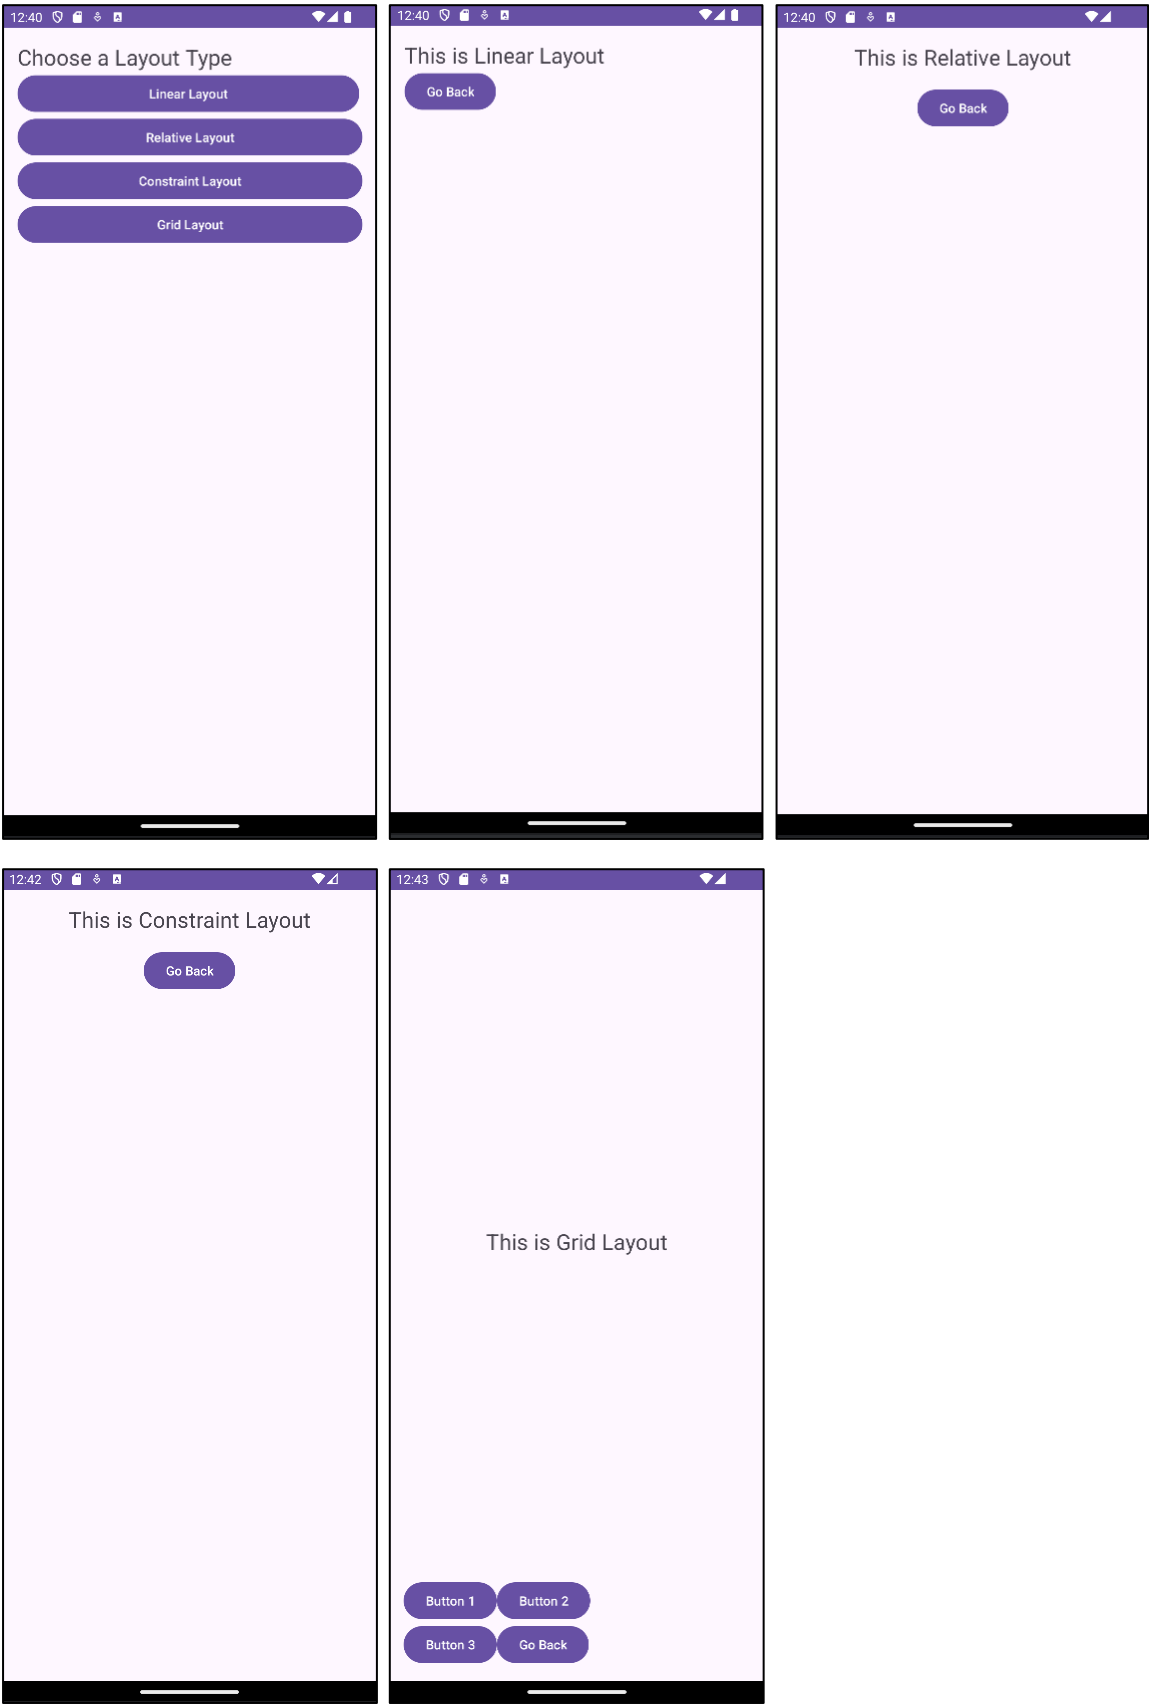 12:40
Choose a Layout Type
Linear Layout
Relative Layout
Constraint Layout
Grid Layout
12:40
This is Linear Layout
Go Back
12:40
This is Relative Layout
Go Back
12:42
This is Constraint Layout
Go Back
12:43
This is Grid Layout
Button 1 Button 2
Button 3 Go Back